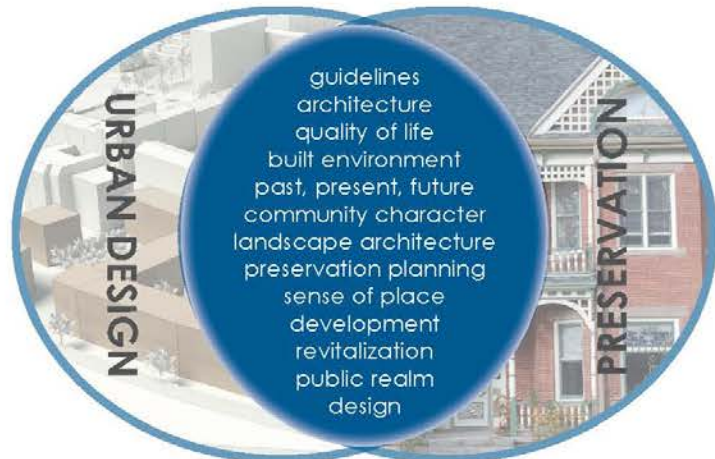 URBAN DESIGN
guidelines
architecture
quality of life
built environment
past, present, future
community character
landscape architecture
preservation planning
sense of place
development
revitalization
public realm
design
PRESERVATION